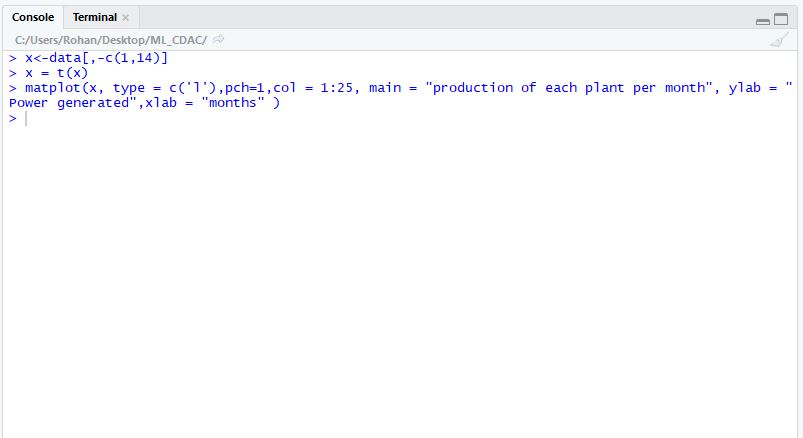 Console Terminal ×
C:/Users/Rohan/Desktop/ML_CDAC/
> x<-data[,-c(1,14)]
> x = t(x)
> matplot(x, type = c('l'),pch=1,col = 1:25, main = "production of each plant per month", ylab = "
Power generated",xlab = "months" )
>